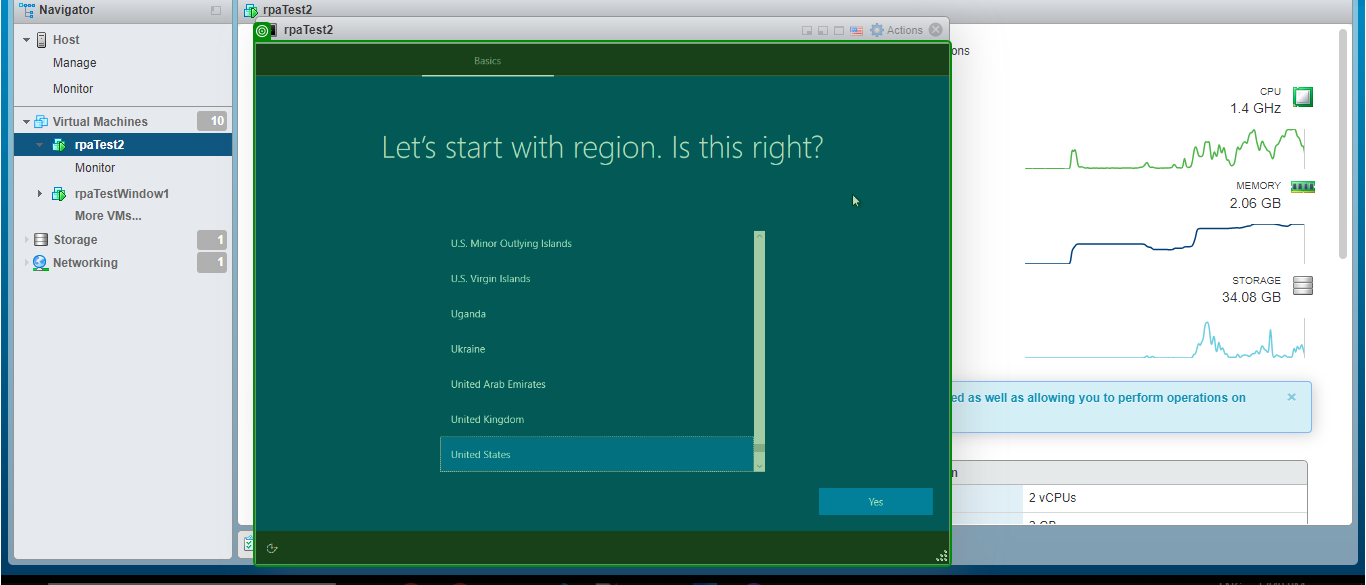 Navigator
Host
Manage
Monitor
Virtual Machines 10
rpaTest2
Monitor
rpaTestWindow1
More VMs...
Storage 1
Networking 1
rpaTest2
rpaTest2
Actions
Basics
Let's start with region. Is this right?
U.S. Minor Outlying Islands
U.S. Virgin Islands
Uganda
Ukraine
United Arab Emirates
United Kingdom
United States
Yes
ons
CPU
1.4 GHz
MEMORY
2.06 GB
STORAGE
34.08 GB
ed as well as allowing you to perform operations on
2 vCPUs